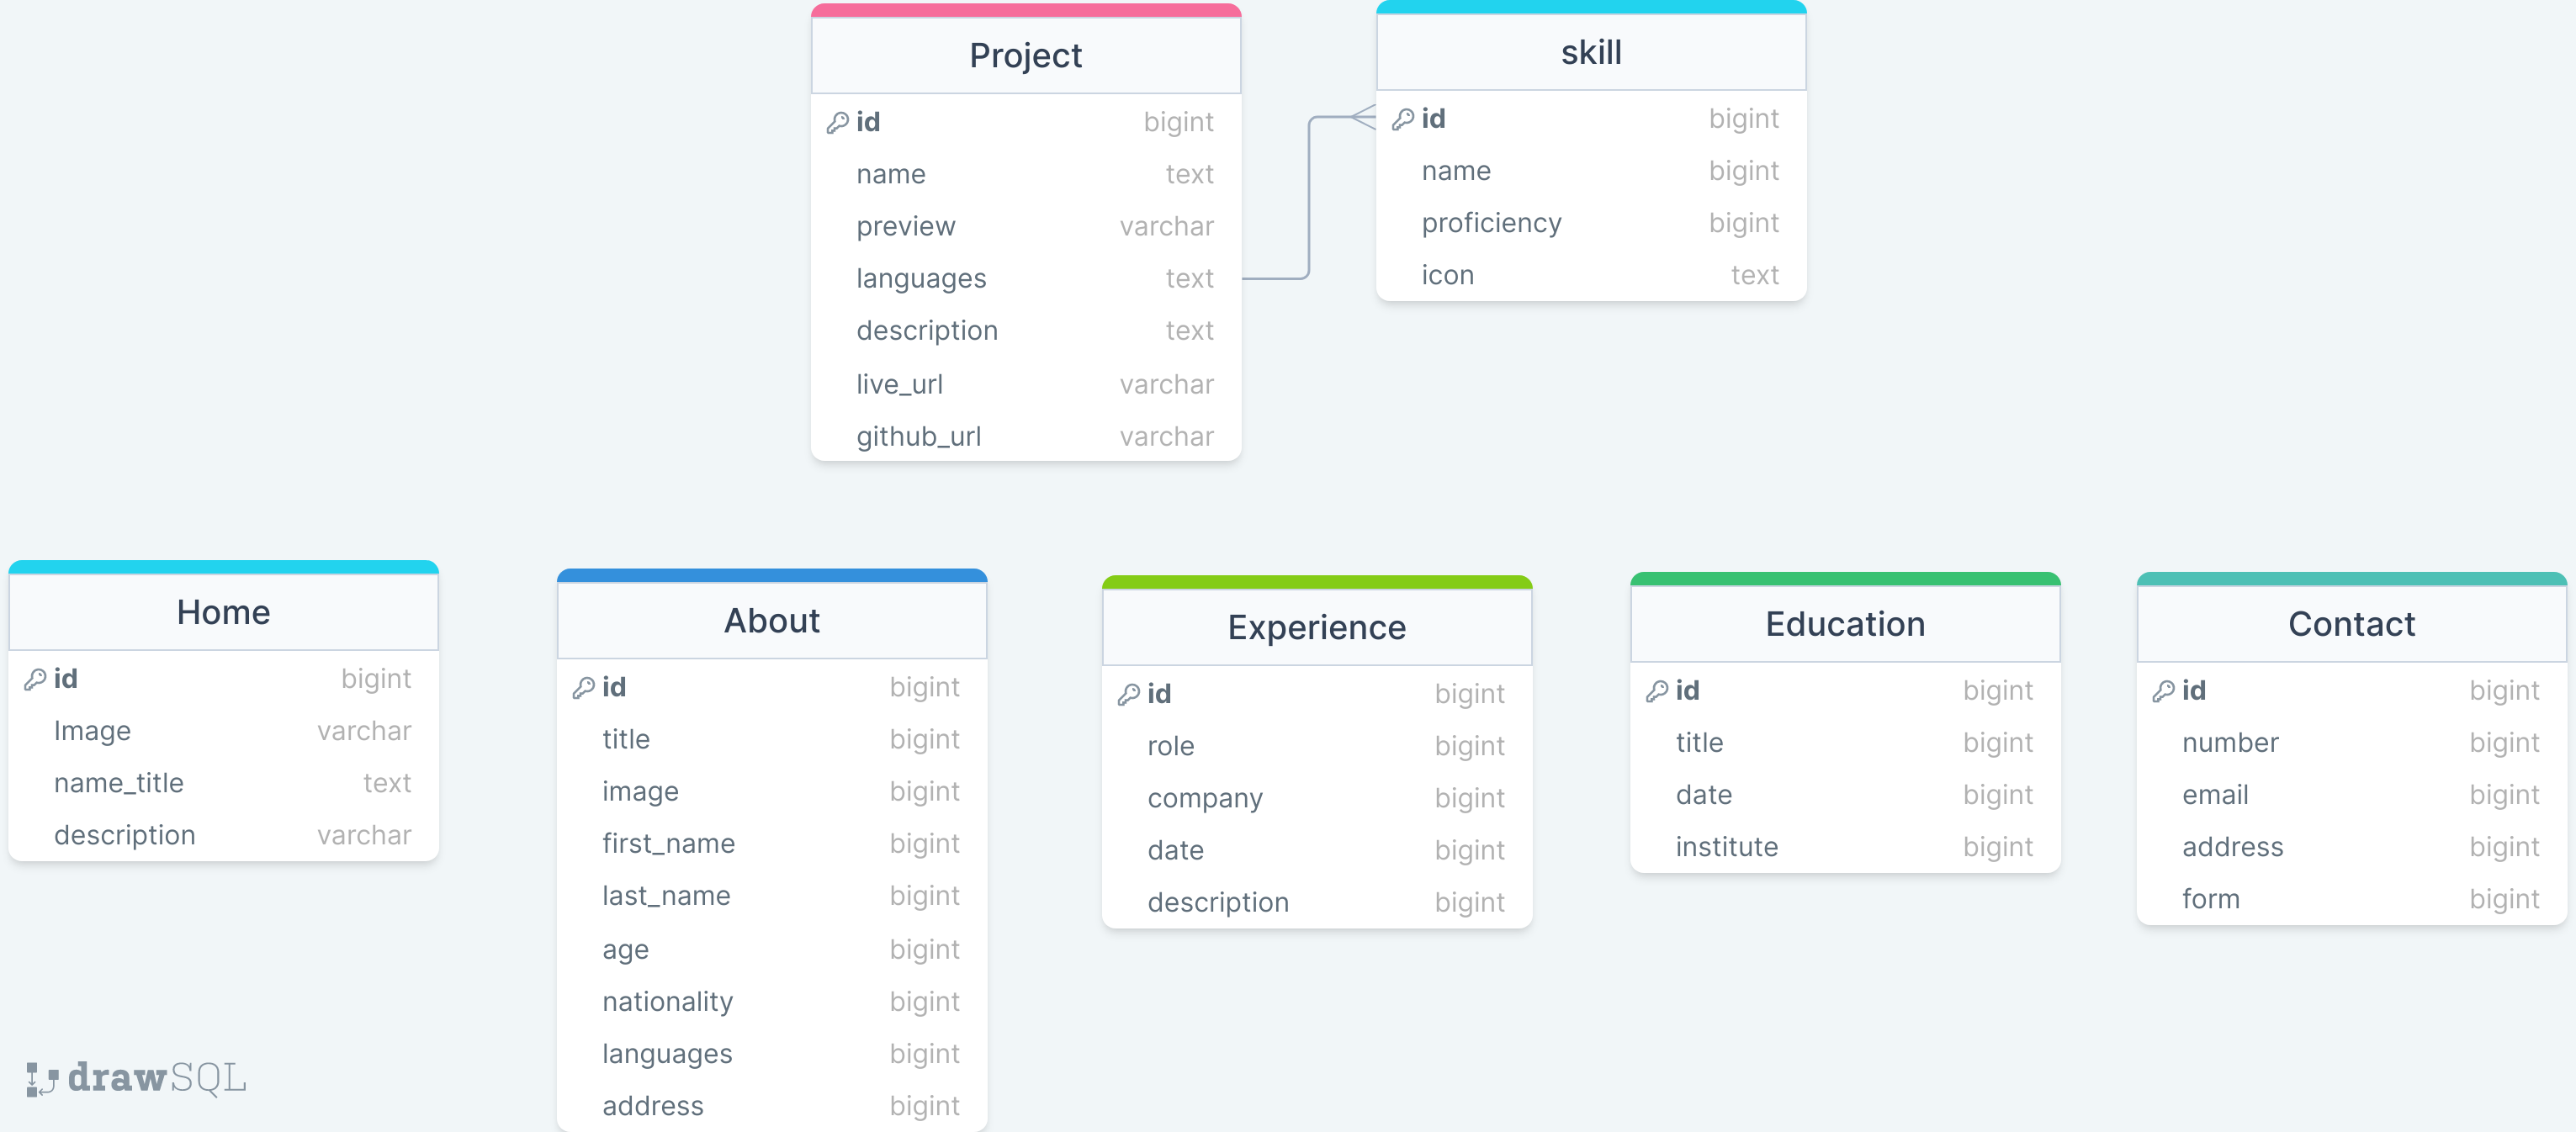 Project
id bigint
name text
preview varchar
languages text
description text
live_url varchar
github_url varchar
skill
id bigint
name bigint
proficiency bigint
icon text
Home
id bigint
Image varchar
name_title text
description varchar
About
id bigint
title bigint
image bigint
first_name bigint
last_name bigint
age bigint
nationality bigint
languages bigint
address bigint
Experience
id bigint
role bigint
company bigint
date bigint
description bigint
Education
id bigint
title bigint
date bigint
institute bigint
Contact
id bigint
number bigint
email bigint
address bigint
form bigint
drawSQL